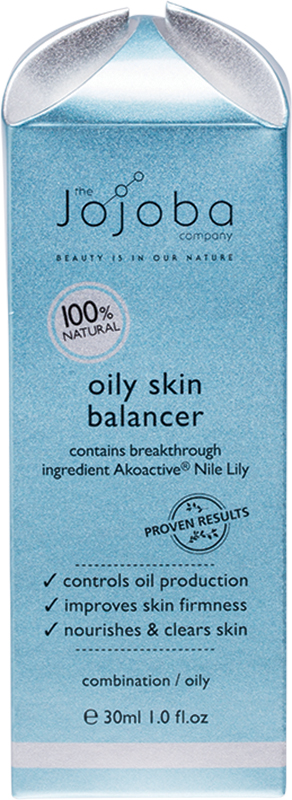 the
Jojoba
company
BEAUTY IS IN OUR NATURE
100%
NATURAL
oily skin
balancer
contains breakthrough
ingredient Akoactive® Nile Lily
PROVEN RESULTS
✓ controls oil production
✓ improves skin firmness
✓ nourishes & clears skin
combination / oily
℮ 30ml 1.0 fl.oz